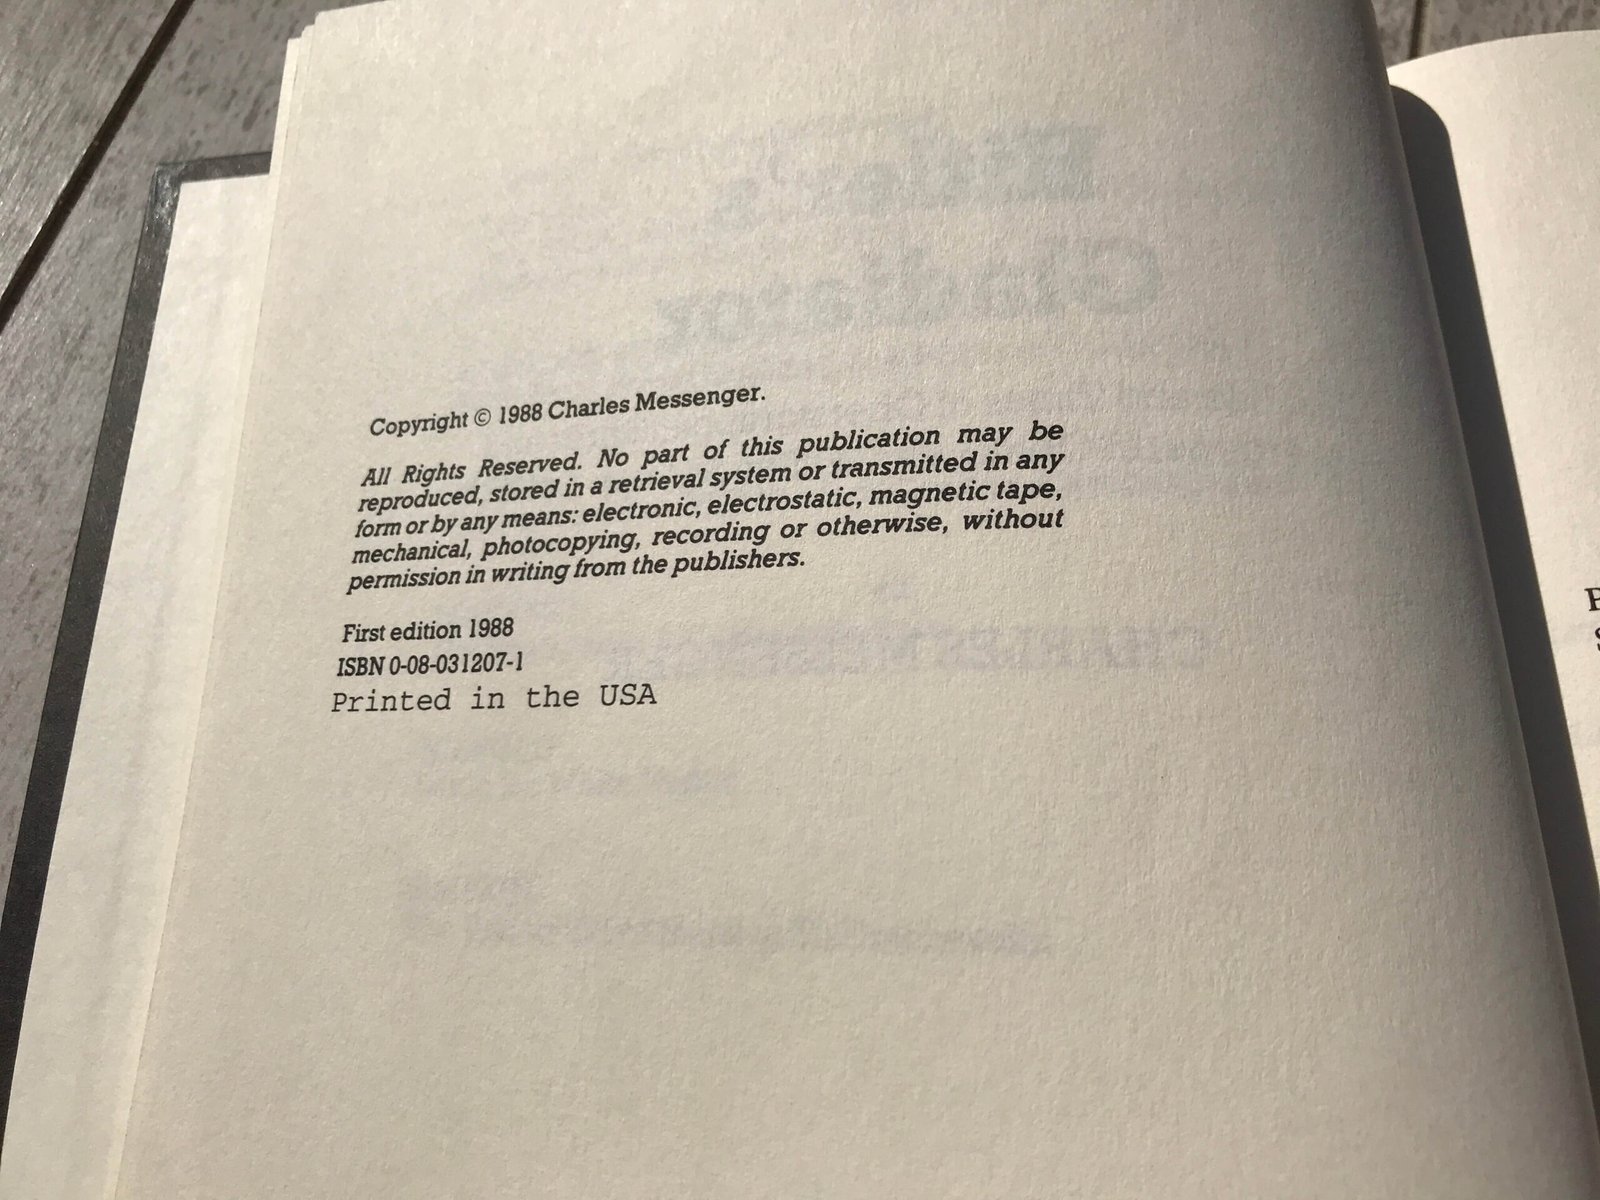 Copyright © 1988 Charles Messenger.
All Rights Reserved. No part of this publication may be
reproduced, stored in a retrieval system or transmitted in any
form or by any means: electronic, electrostatic, magnetic tape,
mechanical, photocopying, recording or otherwise, without
permission in writing from the publishers.
First edition 1988
ISBN 0-08-031207-1
Printed in the USA